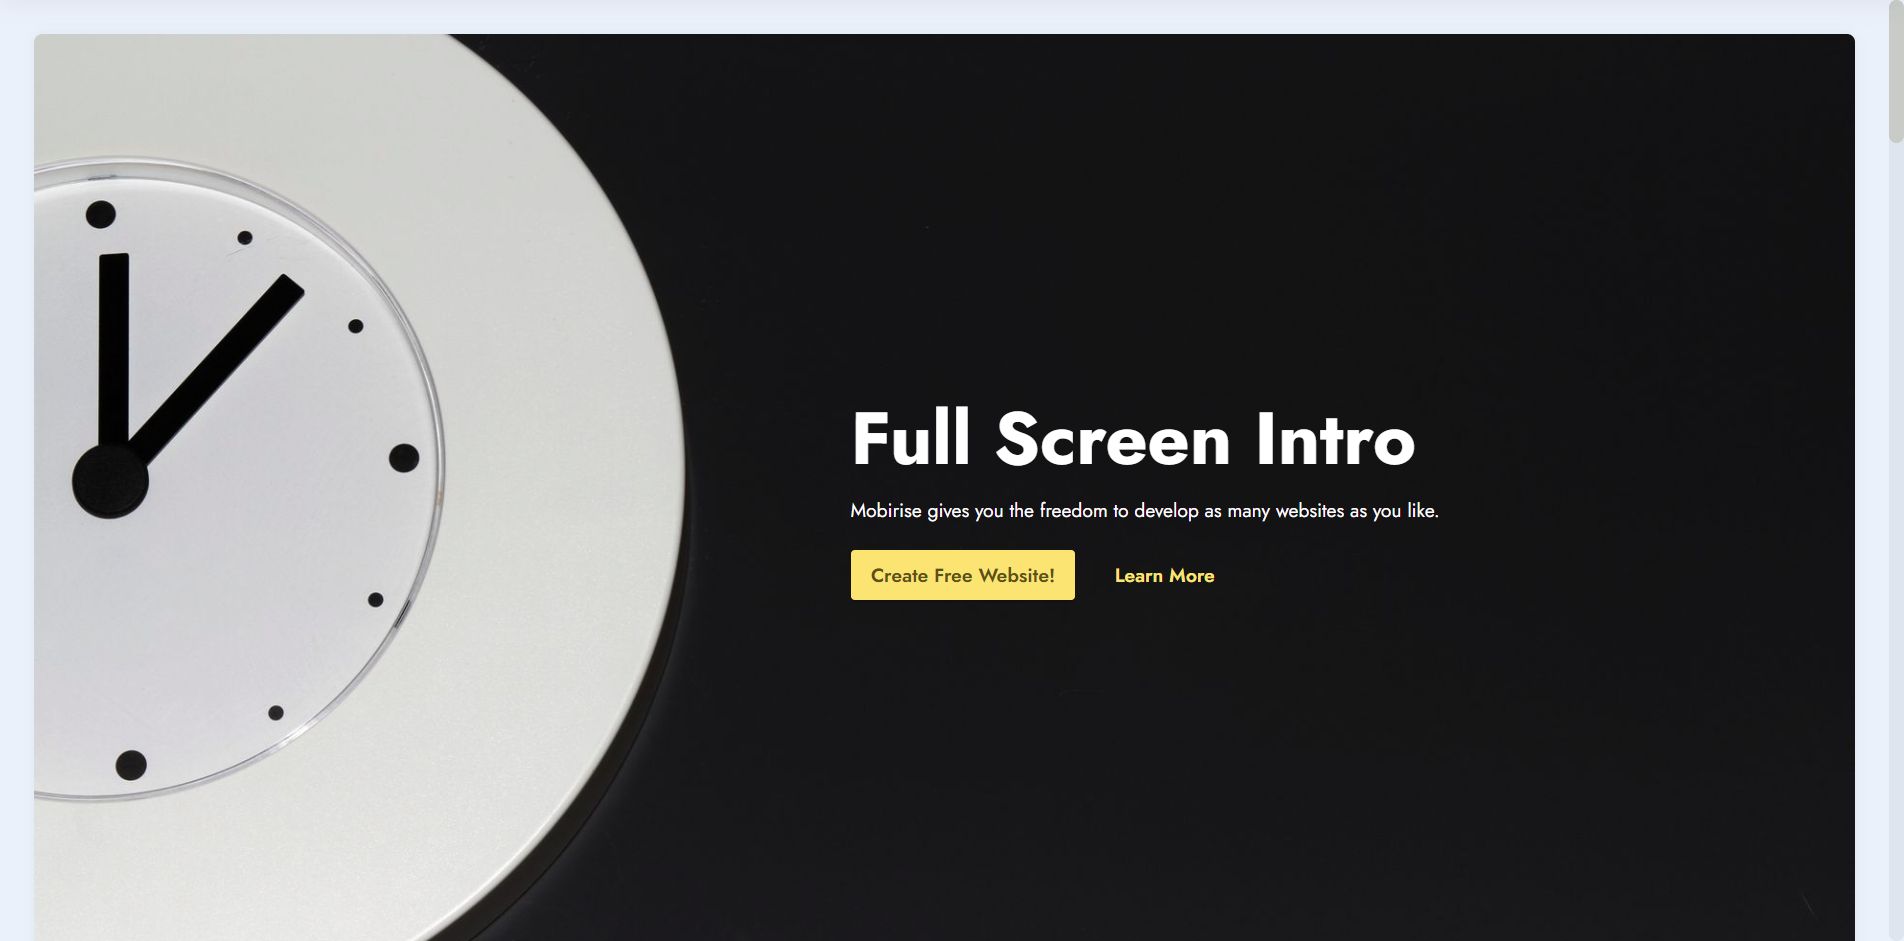 Full Screen Intro
Mobirise gives you the freedom to develop as many websites as you like.
Create Free Website! Learn More